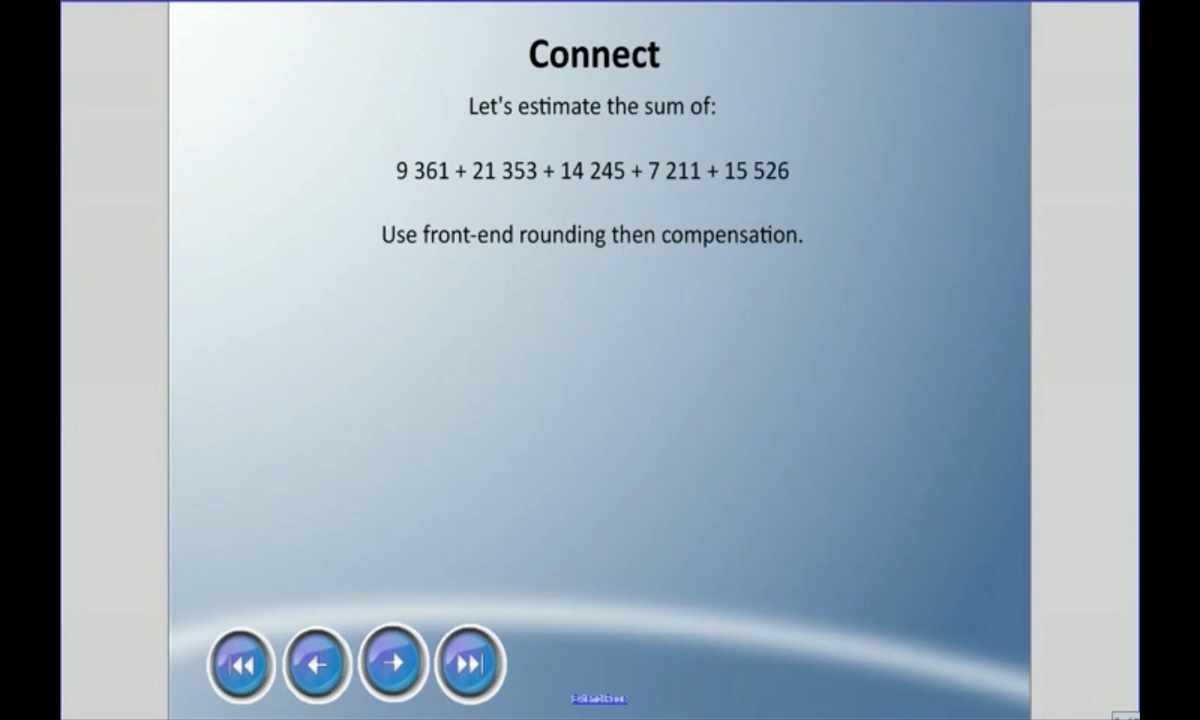 Connect
Let's estimate the sum of:
9 361 + 21 353 + 14 245 + 7 211 + 15 526
Use front-end rounding then compensation.